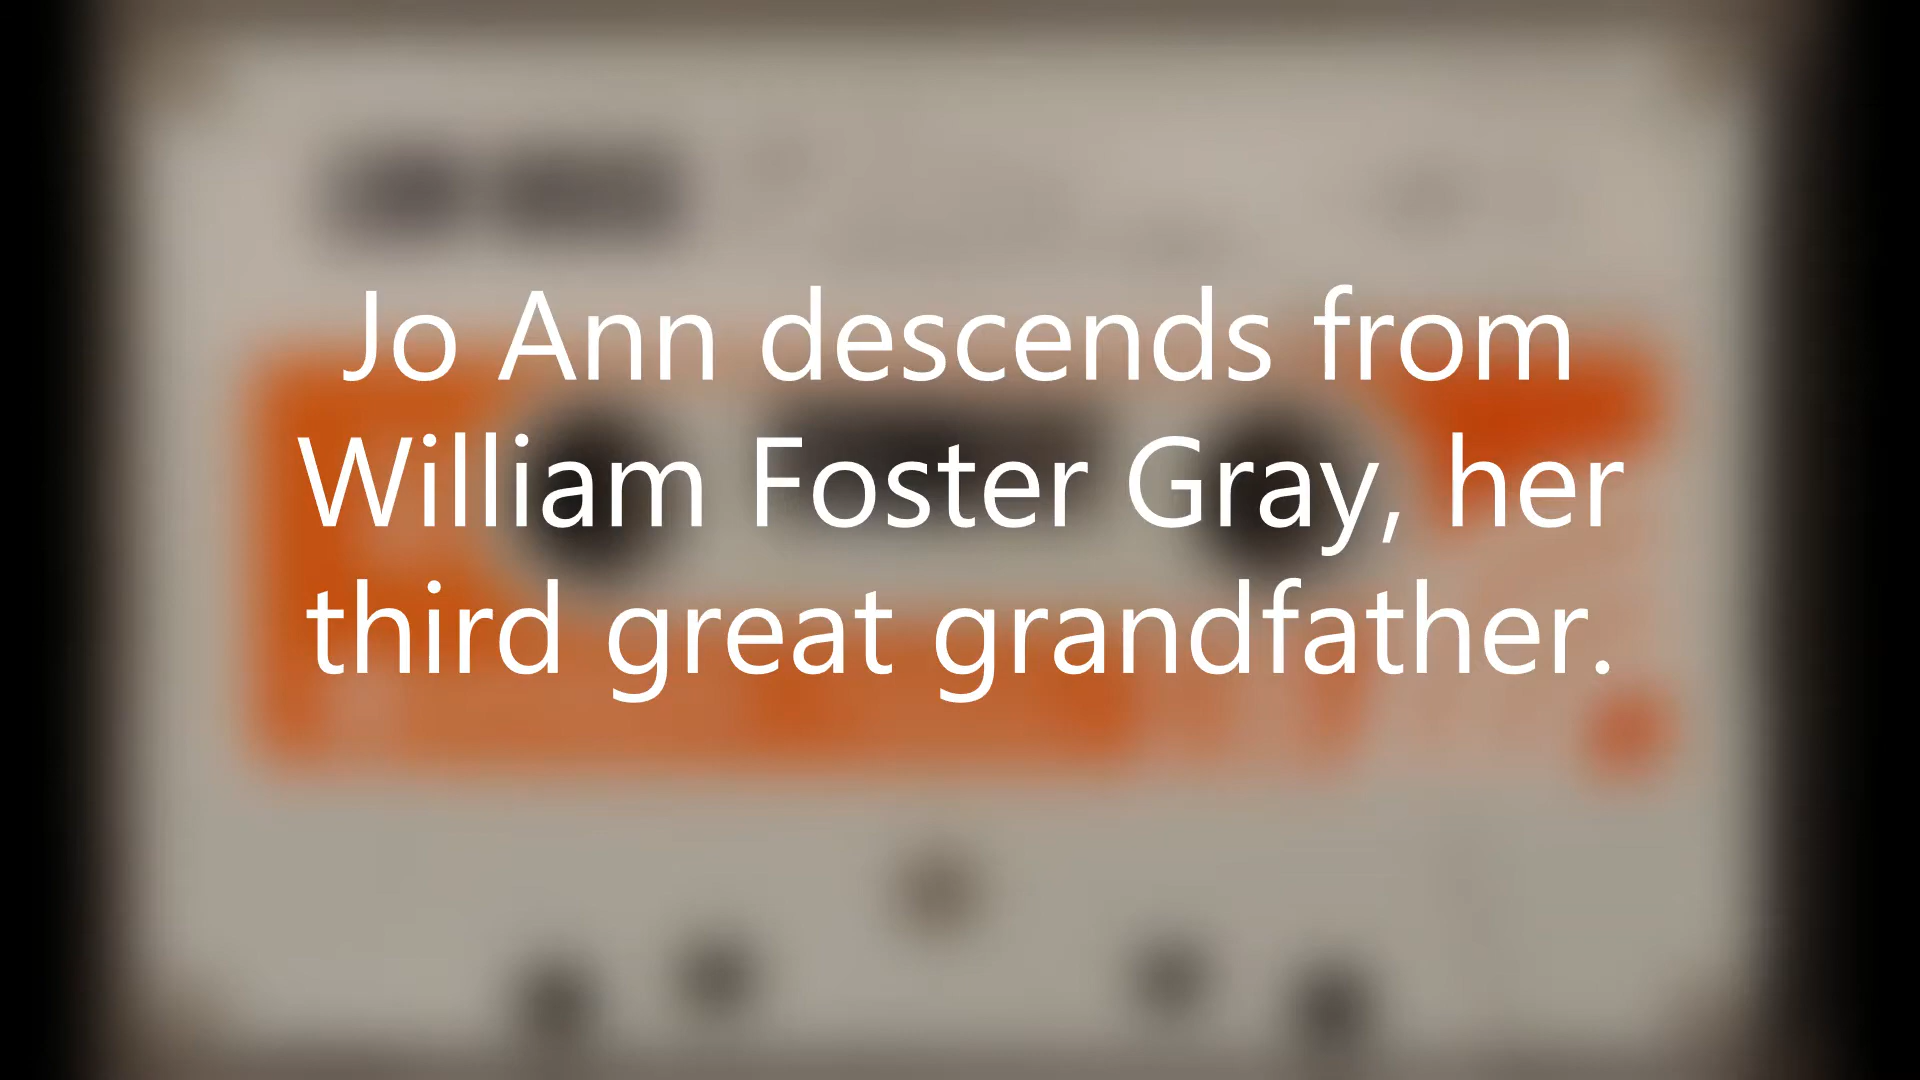 Jo Ann descends from
William Foster Gray, her
third great grandfather.